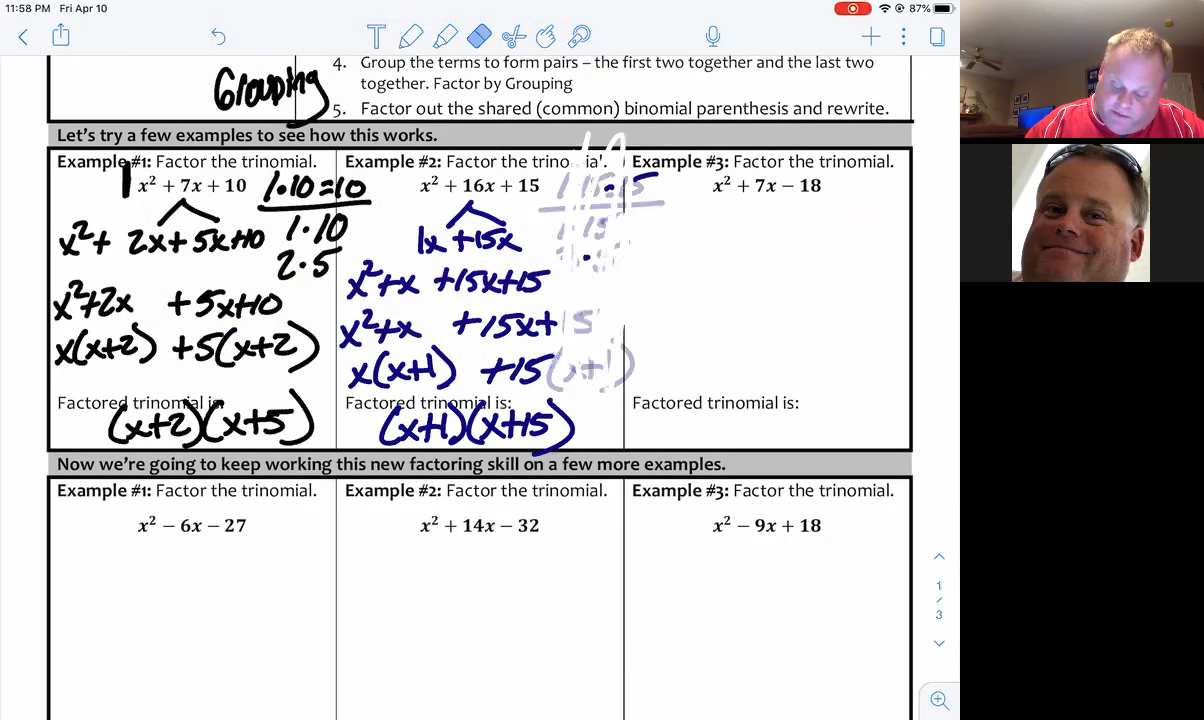 11:58 PM Fri Apr 10
87%
T
Grouping
4. Group the terms to form pairs – the first two together and the last two
together. Factor by Grouping
5. Factor out the shared (common) binomial parenthesis and rewrite.
Let's try a few examples to see how this works.
Example #1: Factor the trinomial.
1 x² + 7x + 10
1·10=10
1·10
2·5
x²+ 2x+5x+10
x²+2x +5x+10
x(x+2) +5(x+2)
Factored trinomial is:
(x+2)(x+5)
Example #2: Factor the trinomial.
x² + 16x + 15
1·15
1x +15x
x²+x +15x+15
x²+x +15x+15
x(x+1) +15(x+1)
Factored trinomial is:
(x+1)(x+15)
Example #3: Factor the trinomial.
x² + 7x − 18
Factored trinomial is:
Now we're going to keep working this new factoring skill on a few more examples.
Example #1: Factor the trinomial.
x² − 6x − 27
Example #2: Factor the trinomial.
x² + 14x − 32
Example #3: Factor the trinomial.
x² − 9x + 18
1
/
3